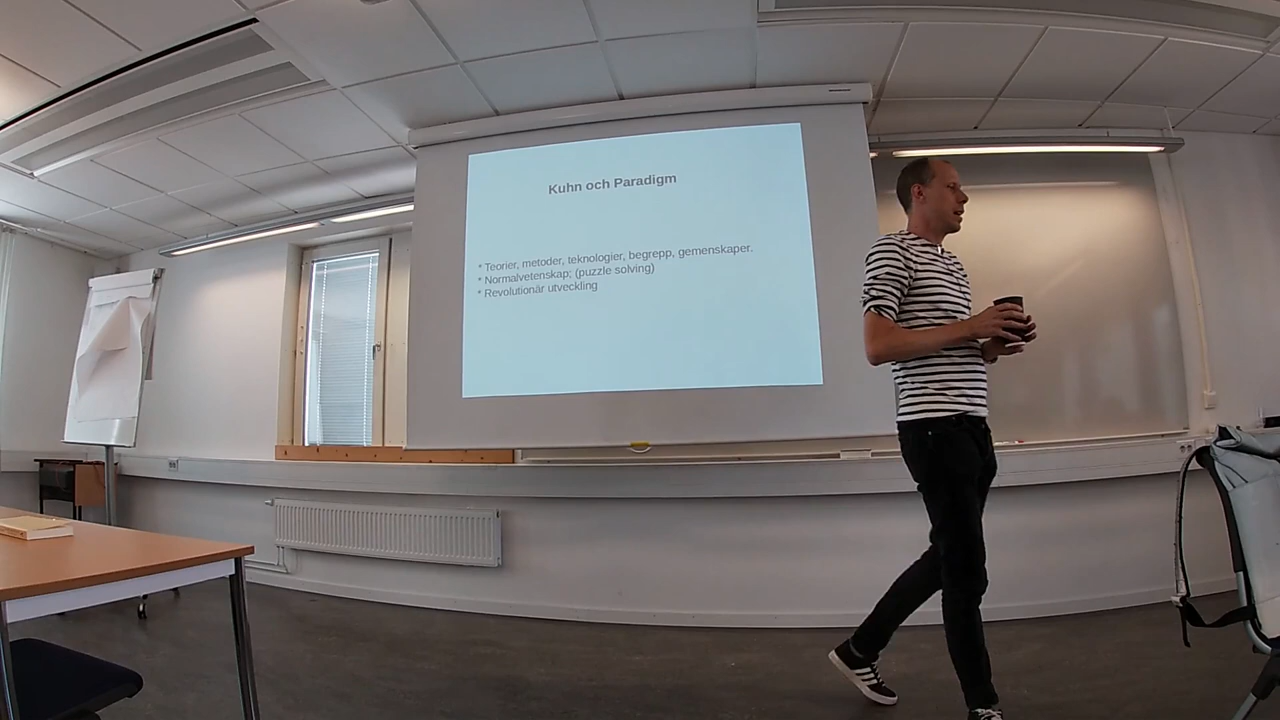 Kuhn och Paradigm
* Teorier, metoder, teknologier, begrepp, gemenskaper.
* Normalvetenskap; (puzzle solving)
* Revolutionär utveckling